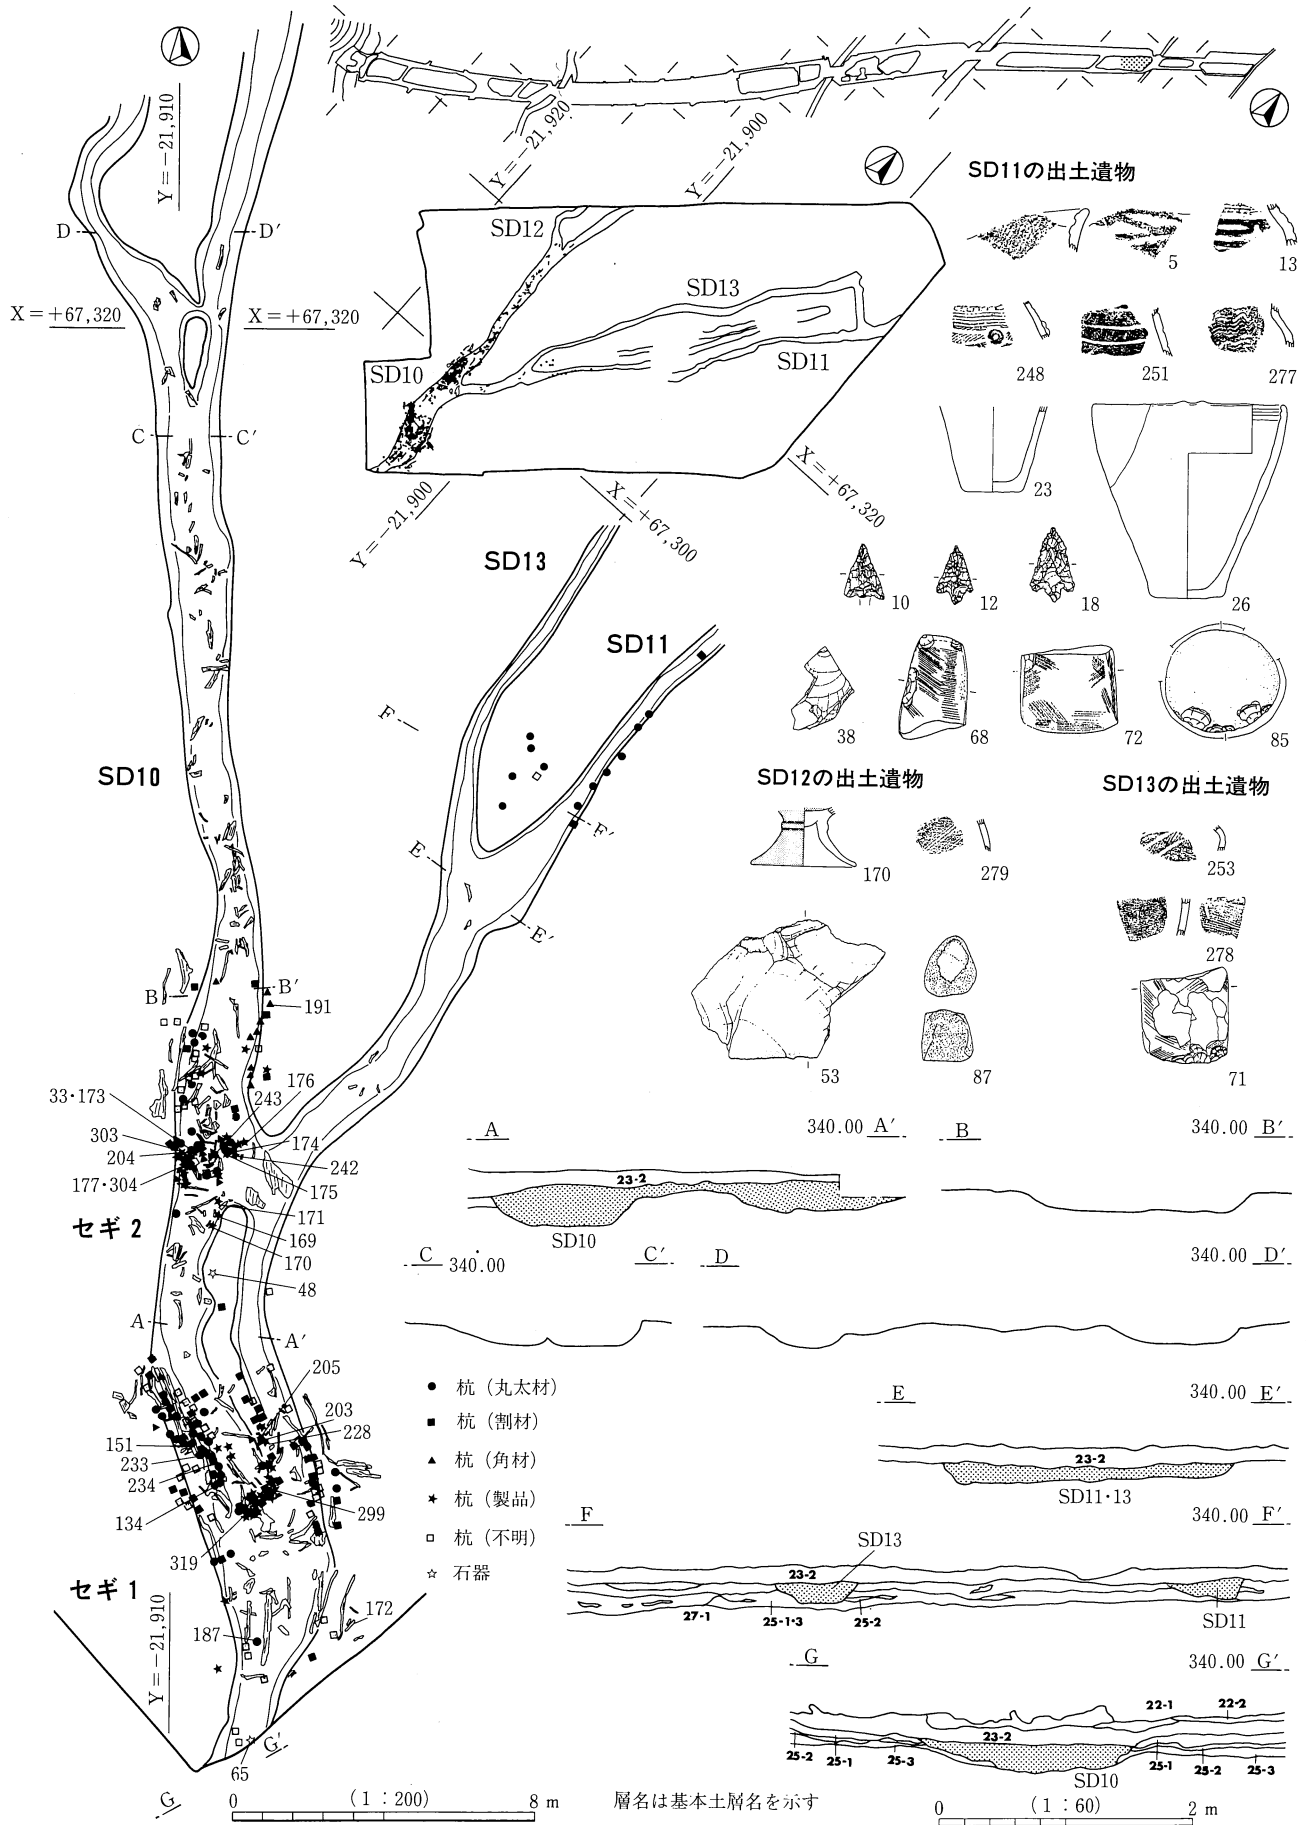 Y=-21,910
Y=-21,920
Y=-21,900
SD12
SD13
SD10
SD11
X=+67,320
X=+67,300
Y=-21,900
D
D′
X=+67,320
X=+67,320
C
C′
SD13
SD11
F
F′
SD10
E
E′
B
B′
191
176
243
33・173
303
204
177・304
174
242
175
セギ2
171
169
170
48
A
A′
205
203
228
151
233
234
134
299
319
セギ1
172
187
Y=-21,910
65
G′
G
0
(1:200)
8 m
SD11の出土遺物
5
13
248
251
277
23
26
10
12
18
38
68
72
85
SD12の出土遺物
170
279
53
87
SD13の出土遺物
253
278
71
A
340.00 A′
23-2
SD10
B
340.00 B′
C 340.00
C′
D
340.00 D′
● 杭(丸太材)
■ 杭(割材)
▲ 杭(角材)
★ 杭(製品)
□ 杭(不明)
☆ 石器
E
340.00 E′
23-2
SD11・13
F
340.00 F′
SD13
23-2
27-1
25-1・3
25-2
SD11
G
340.00 G′
22-1
22-2
23-2
25-2
25-1
25-3
25-1
25-2
25-3
SD10
層名は基本土層名を示す
0
(1:60)
2 m